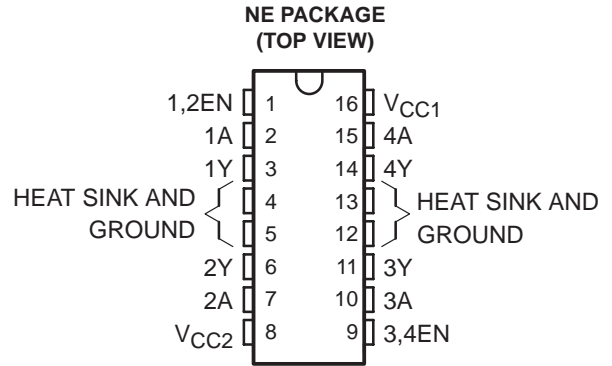 NE PACKAGE
(TOP VIEW)
1,2EN 1 16 VCC1
1A 2 15 4A
1Y 3 14 4Y
HEAT SINK AND 4 13 HEAT SINK AND
GROUND 5 12 GROUND
2Y 6 11 3Y
2A 7 10 3A
VCC2 8 9 3,4EN